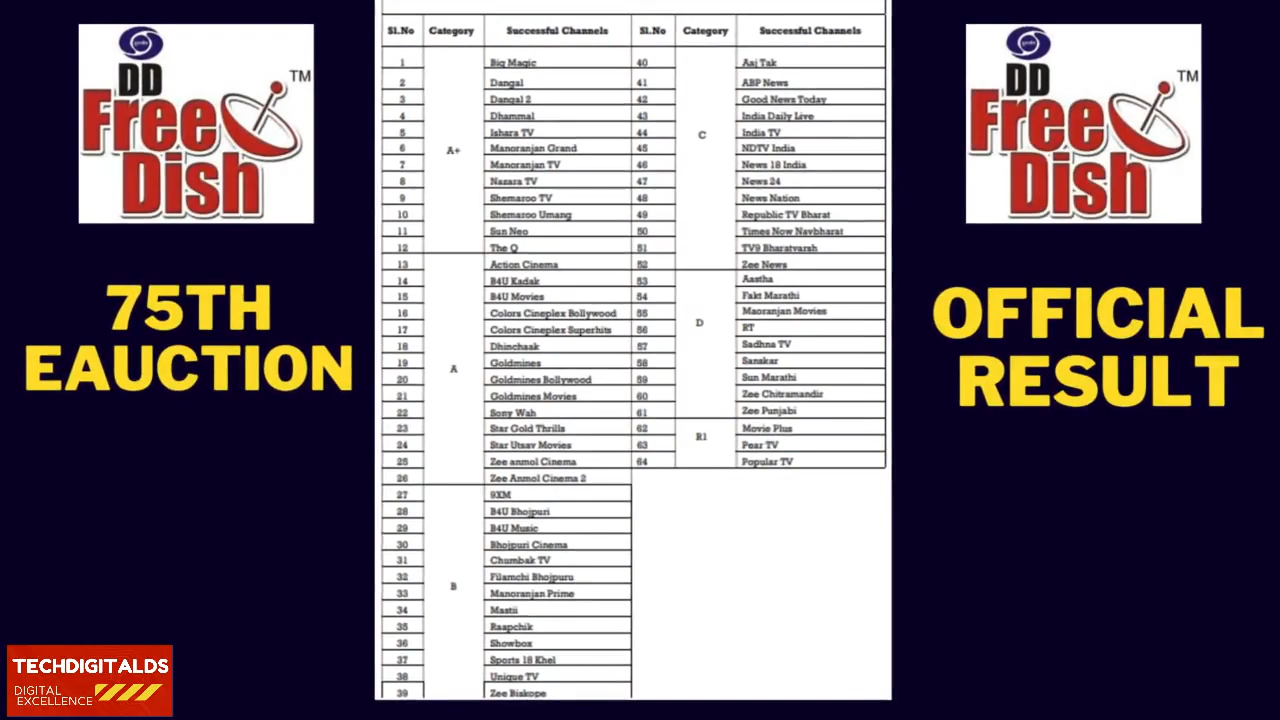 DD
Free
Dish
TM
75TH
EAUCTION
TECHDIGITALDS
DIGITAL
EXCELLENCE
Sl.No Category Successful Channels Sl.No Category Successful Channels
1 Big Magic 40 Aaj Tak
2 Dangal 41 ABP News
3 Dangal 2 42 Good News Today
4 Dhammal 43 India Daily Live
5 Ishara TV 44 C India TV
6 A+ Manoranjan Grand 45 NDTV India
7 Manoranjan TV 46 News 18 India
8 Nazara TV 47 News 24
9 Shemaroo TV 48 News Nation
10 Shemaroo Umang 49 Republic TV Bharat
11 Sun Neo 50 Times Now Navbharat
12 The Q 51 TV9 Bharatvarsh
13 Action Cinema 52 Zee News
14 B4U Kadak 53 Aastha
15 B4U Movies 54 Fakt Marathi
16 Colors Cineplex Bollywood 55 D Maoranjan Movies
17 Colors Cineplex Superhits 56 RT
18 Dhinchaak 57 Sadhna TV
19 A Goldmines 58 Sanskar
20 Goldmines Bollywood 59 Sun Marathi
21 Goldmines Movies 60 Zee Chitramandir
22 Sony Wah 61 Zee Punjabi
23 Star Gold Thrills 62 Movie Plus
24 Star Utsav Movies 63 R1 Pear TV
25 Zee anmol Cinema 64 Popular TV
26 Zee Anmol Cinema 2
27 9XM
28 B4U Bhojpuri
29 B4U Music
30 Bhojpuri Cinema
31 Chumbak TV
32 B Filamchi Bhojpuru
33 Manoranjan Prime
34 Mastii
35 Raapchik
36 Showbox
37 Sports 18 Khel
38 Unique TV
39 Zee Biskope
DD
Free
Dish
TM
OFFICIAL
RESULT